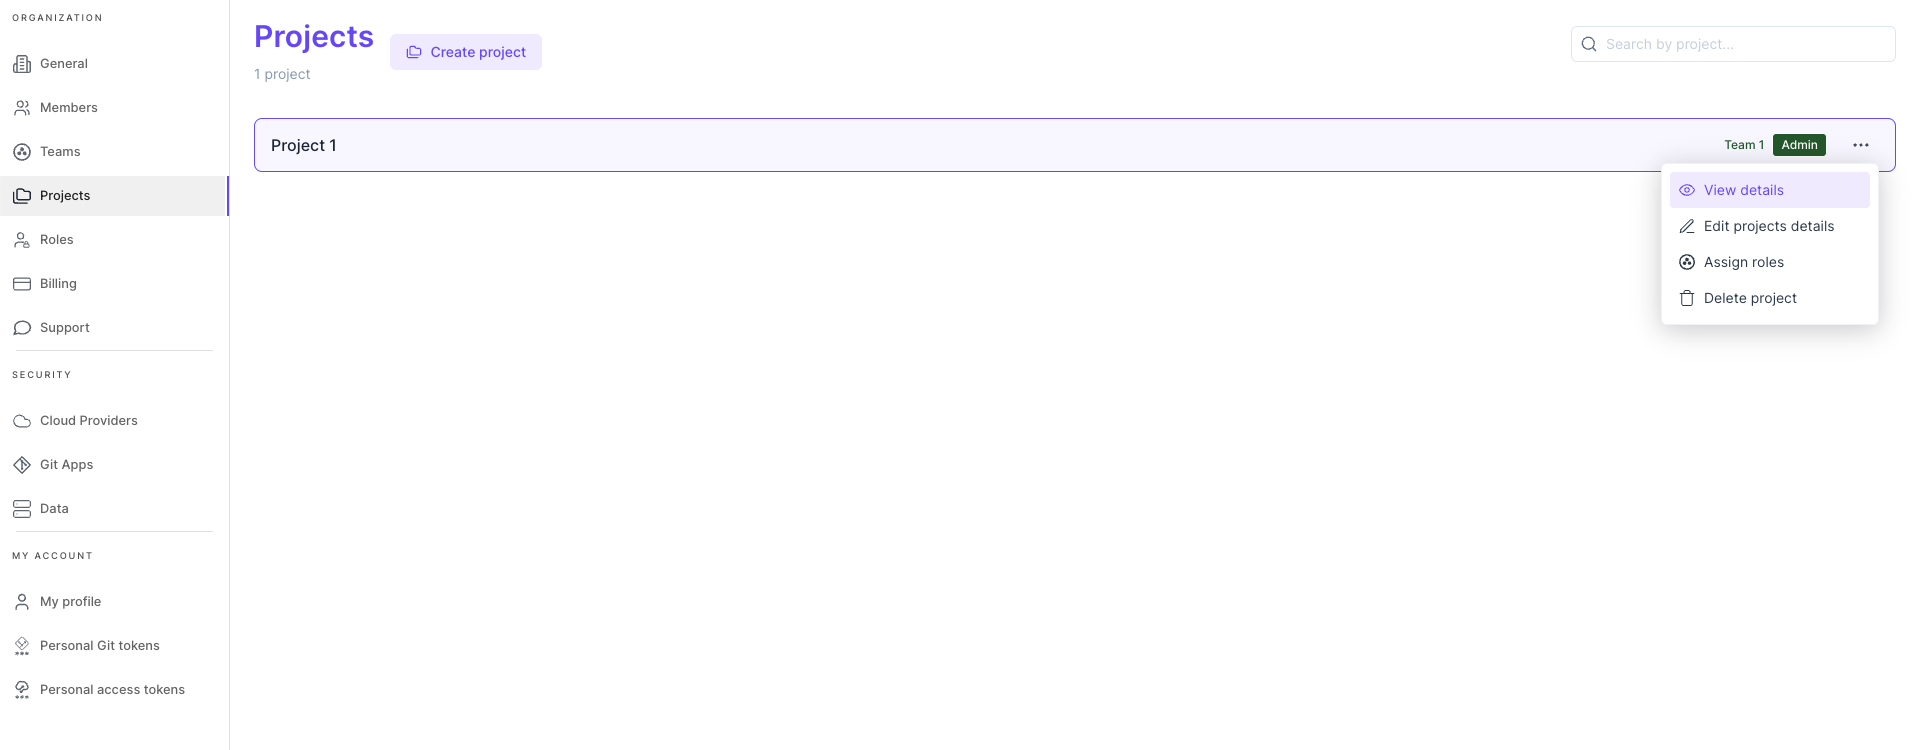 ORGANIZATION
General
Members
Teams
Projects
Roles
Billing
Support
SECURITY
Cloud Providers
Git Apps
Data
MY ACCOUNT
My profile
Personal Git tokens
Personal access tokens
Projects
1 project
Create project
Search by project...
Project 1
Team 1 Admin
View details
Edit projects details
Assign roles
Delete project